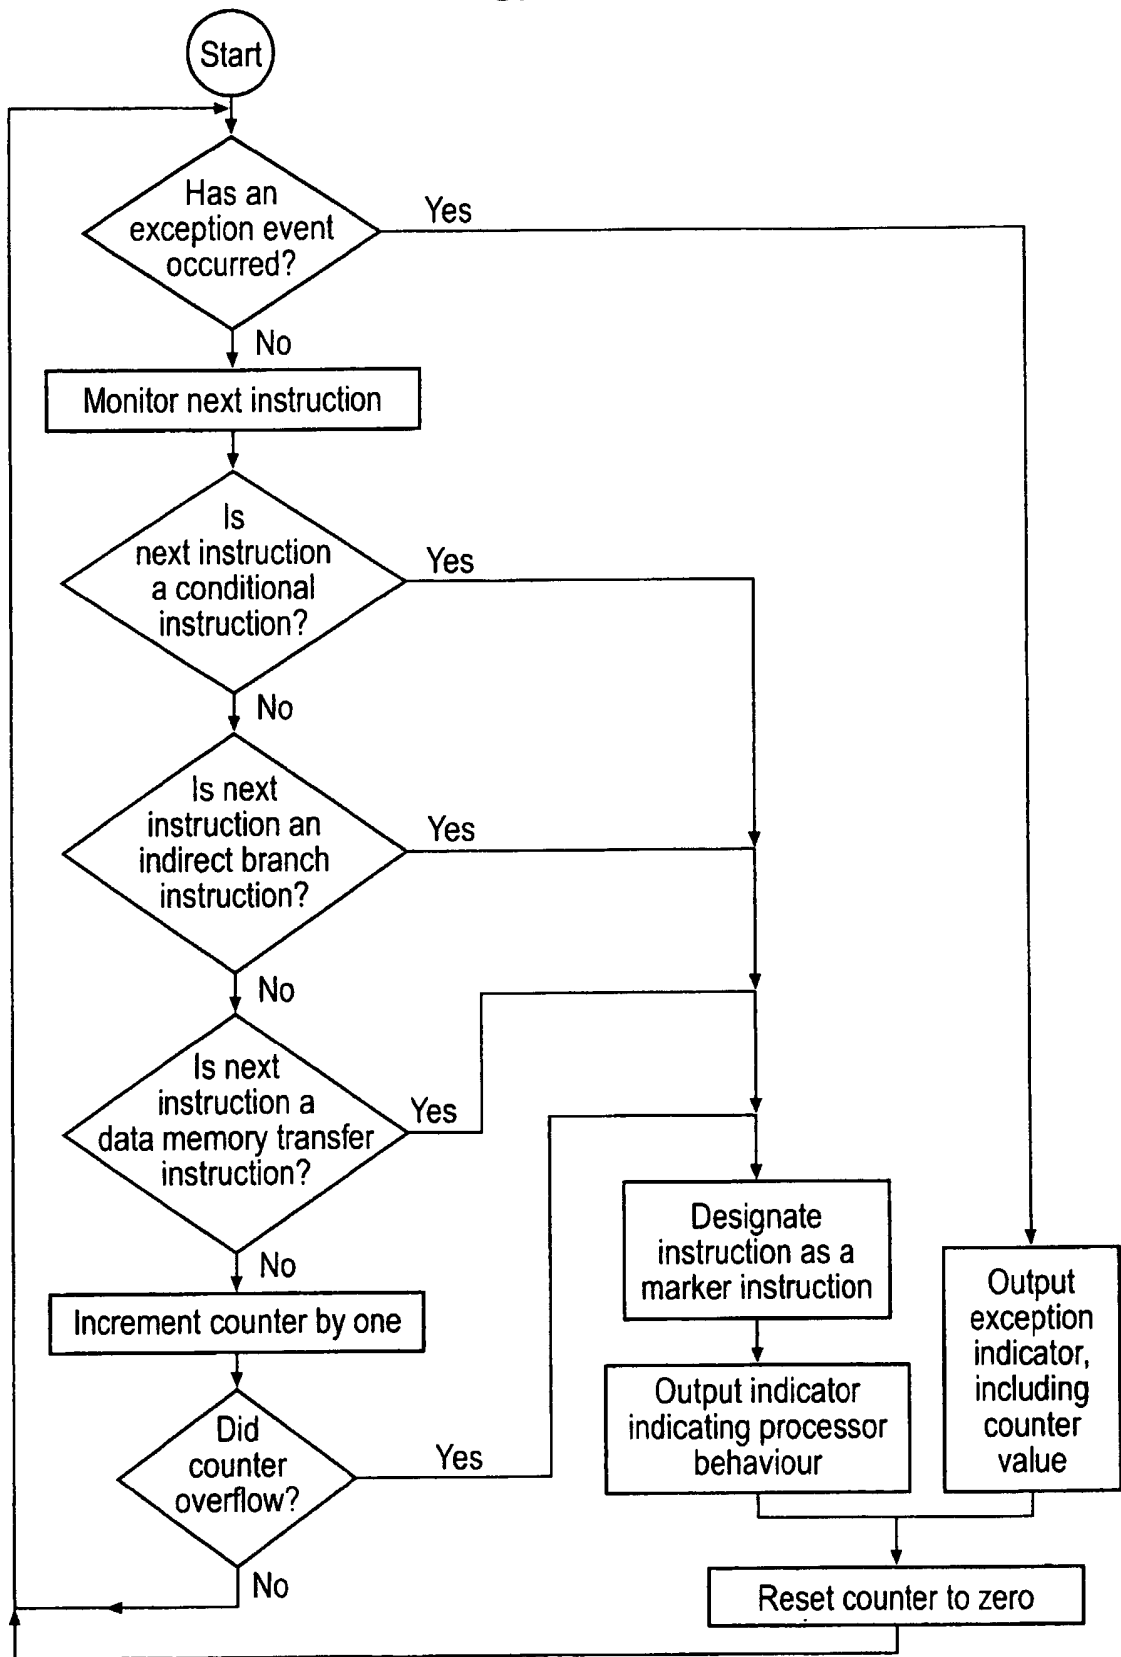 Start
Has an
exception event
occurred?
Yes
No
Monitor next instruction
Is
next instruction
a conditional
instruction?
Yes
No
Is next
instruction an
indirect branch
instruction?
Yes
No
Is next
instruction a
data memory transfer
instruction?
Yes
No
Increment counter by one
Did
counter
overflow?
Yes
No
Designate
instruction as a
marker instruction
Output indicator
indicating processor
behaviour
Output
exception
indicator,
including
counter
value
Reset counter to zero